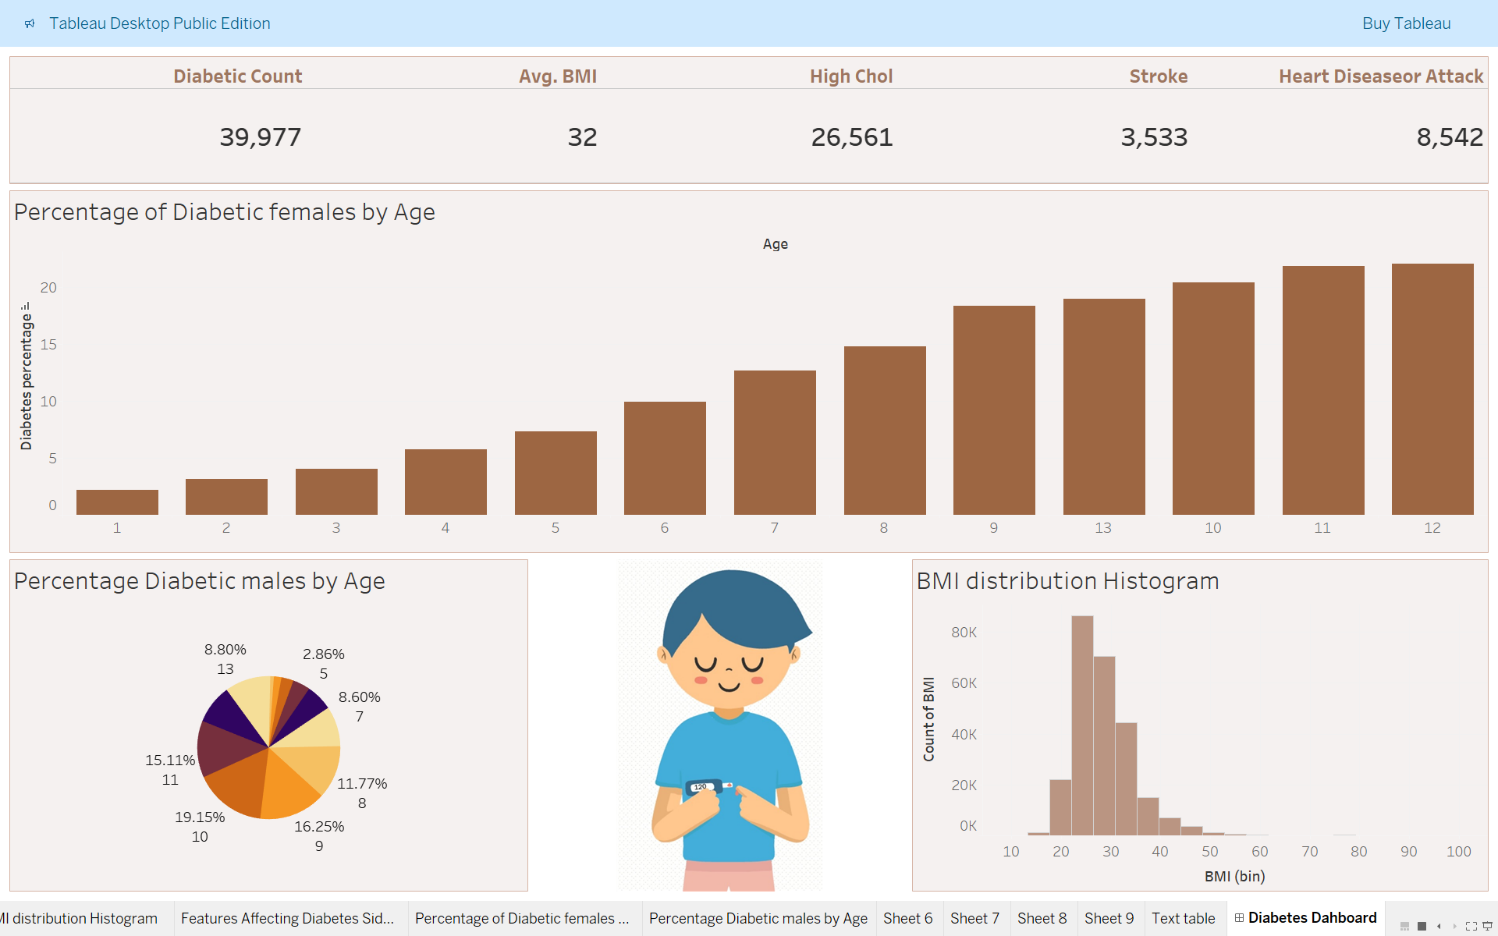 Tableau Desktop Public Edition
Buy Tableau
Diabetic Count Avg. BMI High Chol Stroke Heart Diseaseor Attack
39,977 32 26,561 3,533 8,542
Percentage of Diabetic females by Age
Age
Diabetes percentage
20
15
10
5
0
1 2 3 4 5 6 7 8 9 13 10 11 12
Percentage Diabetic males by Age
8.80%
13
2.86%
5
8.60%
7
15.11%
11
11.77%
8
19.15%
10
16.25%
9
120
BMI distribution Histogram
Count of BMI
80K
60K
40K
20K
0K
10 20 30 40 50 60 70 80 90 100
BMI (bin)
MI distribution Histogram Features Affecting Diabetes Sid... Percentage of Diabetic females ... Percentage Diabetic males by Age Sheet 6 Sheet 7 Sheet 8 Sheet 9 Text table Diabetes Dahboard